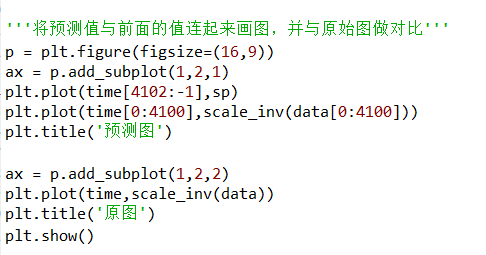 '''将预测值与前面的值连起来画图，并与原始图做对比'''
p = plt.figure(figsize=(16,9))
ax = p.add_subplot(1,2,1)
plt.plot(time[4102:-1],sp)
plt.plot(time[0:4100],scale_inv(data[0:4100]))
plt.title('预测图')
ax = p.add_subplot(1,2,2)
plt.plot(time,scale_inv(data))
plt.title('原图')
plt.show()